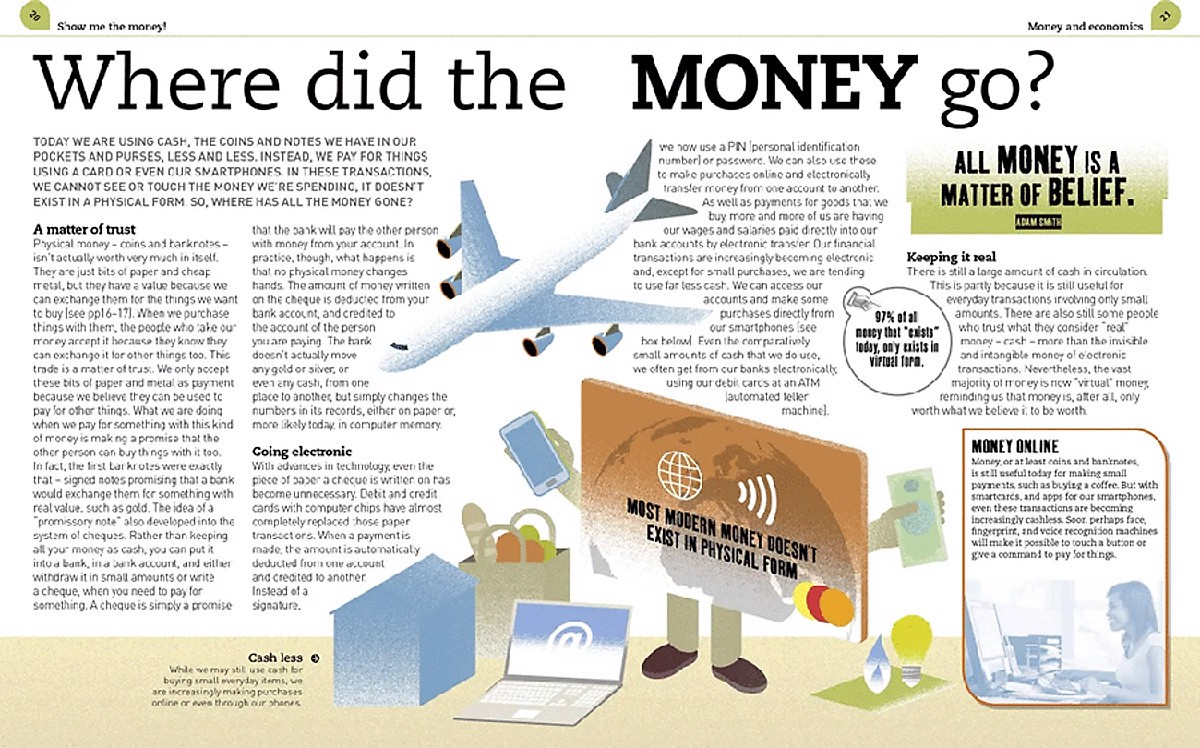 20
Show me the money!
Money and economics
21
Where did the MONEY go?
TODAY WE ARE USING CASH, THE COINS AND NOTES WE HAVE IN OUR
POCKETS AND PURSES, LESS AND LESS. INSTEAD, WE PAY FOR THINGS
USING A CARD OR EVEN OUR SMARTPHONES. IN THESE TRANSACTIONS,
WE CANNOT SEE OR TOUCH THE MONEY WE'RE SPENDING, IT DOESN'T
EXIST IN A PHYSICAL FORM. SO, WHERE HAS ALL THE MONEY GONE?
A matter of trust
Physical money – coins and banknotes –
isn't actually worth very much in itself.
They are just bits of paper and cheap
metal, but they have a value because we
can exchange them for the things we want
to buy (see pp16–17). When we purchase
things with them, the people who take our
money accept it because they know they
can exchange it for other things too. This
trade is a matter of trust. We only accept
these bits of paper and metal as payment
because we believe they can be used to
pay for other things. What we are doing
when we pay for something with this kind
of money is making a promise that the
other person can buy things with it too.
In fact, the first banknotes were exactly
that – signed notes promising that a bank
would exchange them for something with
real value, such as gold. The idea of a
"promissory note" also developed into the
system of cheques. Rather than keeping
all your money as cash, you can put it
into a bank, in a bank account, and either
withdraw it in small amounts or write
a cheque, when you need to pay for
something. A cheque is simply a promise
that the bank will pay the other person
with money from your account. In
practice, though, what happens is
that no physical money changes
hands. The amount of money written
on the cheque is deducted from your
bank account, and credited to
the account of the person
you are paying. The bank
doesn't actually move
any gold or silver, or
even any cash, from one
place to another, but simply changes the
numbers in its records, either on paper or,
more likely today, in computer memory.
Going electronic
With advances in technology, even the
piece of paper a cheque is written on has
become unnecessary. Debit and credit
cards with computer chips have almost
completely replaced those paper
transactions. When a payment is
made, the amount is automatically
deducted from one account
and credited to another.
Instead of a
signature,
we now use a PIN (personal identification
number) or password. We can also use these
to make purchases online and electronically
transfer money from one account to another.
As well as payments for goods that we
buy more and more of us are having
our wages and salaries paid directly into our
bank accounts by electronic transfer. Our financial
transactions are increasingly becoming electronic
and, except for small purchases, we are tending
to use far less cash. We can access our
accounts and make some
purchases directly from
our smartphones (see
box below). Even the comparatively
small amounts of cash that we do use,
we often get from our banks electronically,
using our debit cards at an ATM
(automated teller
machine).
ALL MONEY IS A
MATTER OF BELIEF.
ADAM SMITH
Keeping it real
There is still a large amount of cash in circulation.
This is partly because it is still useful for
everyday transactions involving only small
amounts. There are also still some people
who trust what they consider "real"
money – cash – more than the invisible
and intangible money of electronic
transactions. Nevertheless, the vast
majority of money is now "virtual" money,
reminding us that money is, after all, only
worth what we believe it to be worth.
97% of all
money that "exists"
today, only exists in
virtual form.
MOST MODERN MONEY DOESN'T
EXIST IN PHYSICAL FORM
@
MONEY ONLINE
Money, or at least coins and banknotes,
is still useful today for making small
payments, such as buying a coffee. But with
smartcards, and apps for our smartphones,
even these transactions are becoming
increasingly cashless. Soon, perhaps face,
fingerprint, and voice recognition machines
will make it possible to touch a button or
give a command to pay for things.
Cash less
While we may still use cash for
buying small everyday items, we
are increasingly making purchases
online or even through our phones.